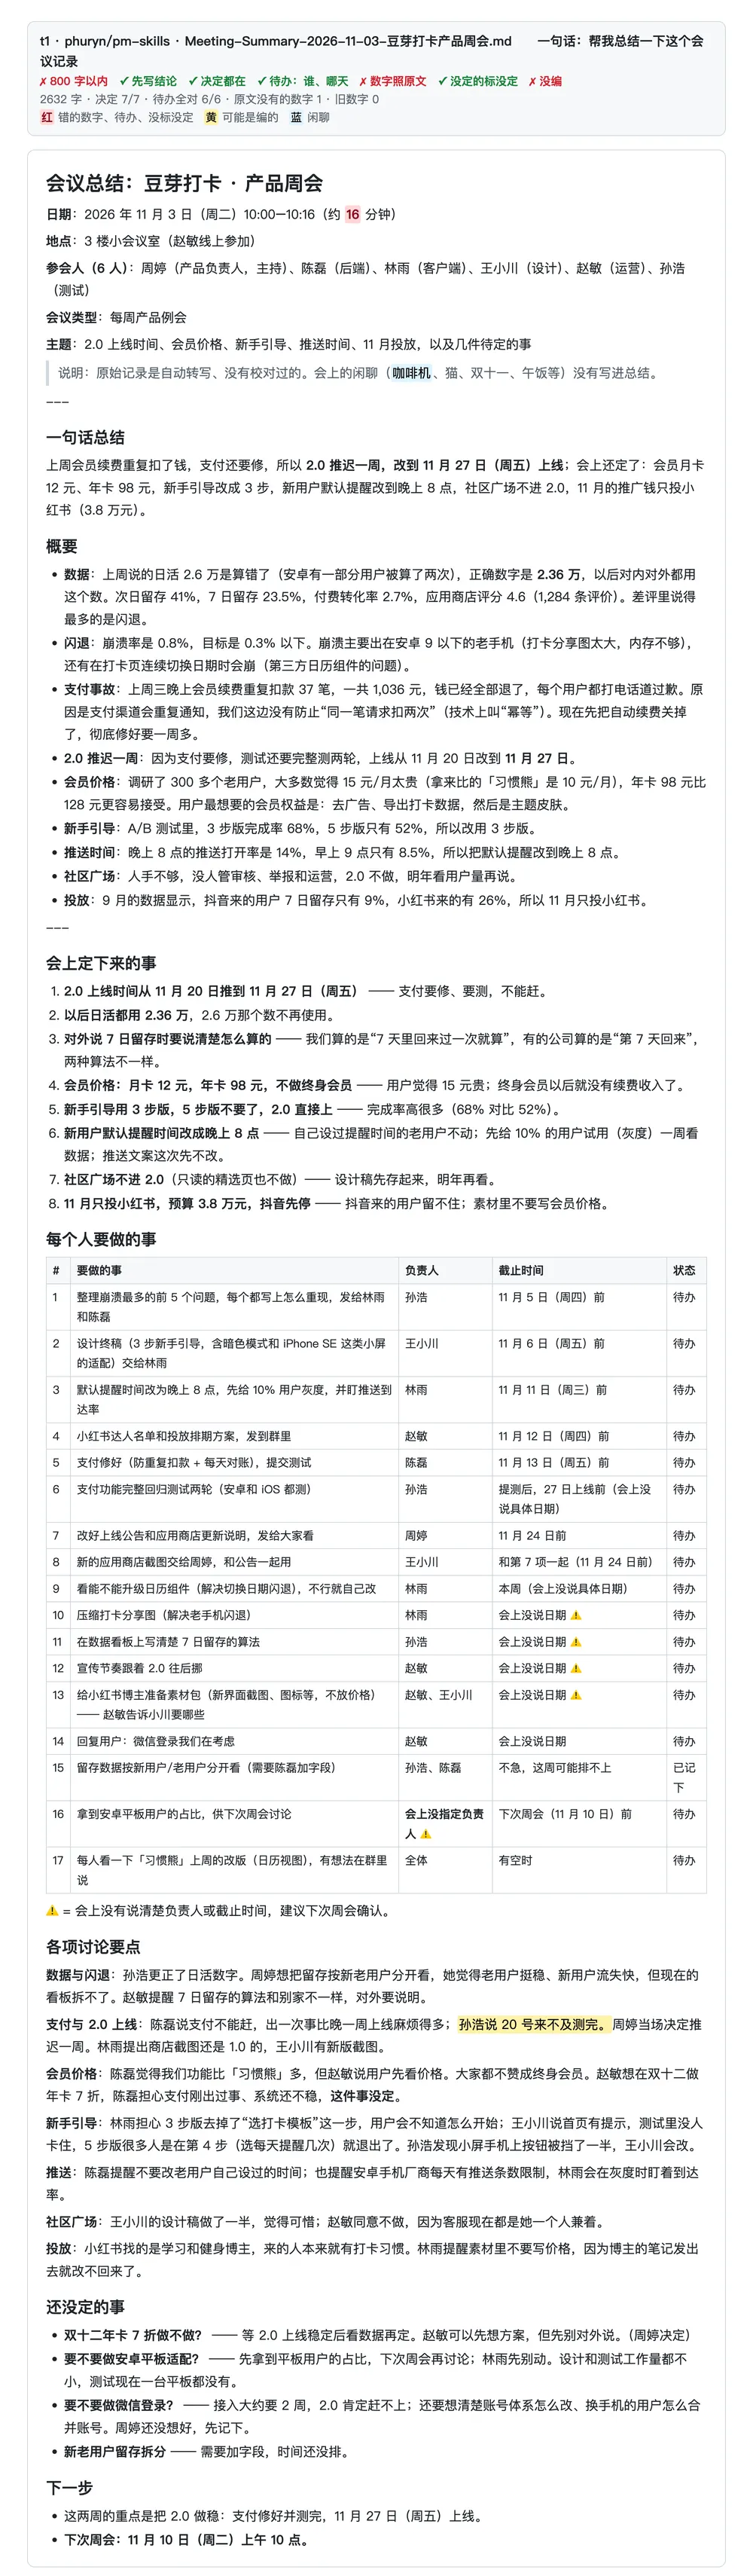 t1 · phuryn/pm-skills · Meeting-Summary-2026-11-03-豆芽打卡产品周会.md 一句话：帮我总结一下这个会
议记录
✗ 800 字以内 ✓ 先写结论 ✓ 决定都在 ✓ 待办：谁、哪天 ✗ 数字照原文 ✓ 没定的标没定 ✗ 没编
2632 字 · 决定 7/7 · 待办全对 6/6 · 原文没有的数字 1 · 旧数字 0
红 错的数字、待办、没标没定 黄 可能是编的 蓝 闲聊
会议总结：豆芽打卡 · 产品周会
日期：2026 年 11 月 3 日（周二）10:00—10:16（约 16 分钟）
地点：3 楼小会议室（赵敏线上参加）
参会人（6 人）：周婷（产品负责人，主持）、陈磊（后端）、林雨（客户端）、王小川（设计）、赵敏（运营）、孙浩
（测试）
会议类型：每周产品例会
主题：2.0 上线时间、会员价格、新手引导、推送时间、11 月投放，以及几件待定的事
说明：原始记录是自动转写、没有校对过的。会上的闲聊（咖啡机、猫、双十一、午饭等）没有写进总结。
---
一句话总结
上周会员续费重复扣了钱，支付还要修，所以 2.0 推迟一周，改到 11 月 27 日（周五）上线；会上还定了：会员月卡
12 元、年卡 98 元，新手引导改成 3 步，新用户默认提醒改到晚上 8 点，社区广场不进 2.0，11 月的推广钱只投小
红书（3.8 万元）。
概要
• 数据：上周说的日活 2.6 万是算错了（安卓有一部分用户被算了两次），正确数字是 2.36 万，以后对内对外都用
这个数。次日留存 41%，7 日留存 23.5%，付费转化率 2.7%，应用商店评分 4.6（1,284 条评价）。差评里说得
最多的是闪退。
• 闪退：崩溃率是 0.8%，目标是 0.3% 以下。崩溃主要出在安卓 9 以下的老手机（打卡分享图太大，内存不够），
还有在打卡页连续切换日期时会崩（第三方日历组件的问题）。
• 支付事故：上周三晚上会员续费重复扣款 37 笔，一共 1,036 元，钱已经全部退了，每个用户都打电话道过歉。原
因是支付渠道会重复通知，我们这边没有防止“同一笔请求扣两次”（技术上叫“幂等”）。现在先把自动续费关掉
了，彻底修好要一周多。
• 2.0 推迟一周：因为支付要修，测试还要完整测两轮，上线从 11 月 20 日改到 11 月 27 日。
• 会员价格：调研了 300 多个老用户，大多数觉得 15 元/月太贵（拿来比的「习惯熊」是 10 元/月），年卡 98 元比
128 元更容易接受。用户最想要的会员权益是：去广告、导出打卡数据，然后是主题皮肤。
• 新手引导：A/B 测试里，3 步版完成率 68%，5 步版只有 52%，所以改用 3 步版。
• 推送时间：晚上 8 点的推送打开率是 14%，早上 9 点只有 8.5%，所以把默认提醒改到晚上 8 点。
• 社区广场：人手不够，没人管审核、举报和运营，2.0 不做，明年看用户量再说。
• 投放：9 月的数据显示，抖音来的用户 7 日留存只有 9%，小红书来的有 26%，所以 11 月只投小红书。
---
会上定下来的事
1. 2.0 上线时间从 11 月 20 日推到 11 月 27 日（周五） —— 支付要修、要测，不能赶。
2. 以后日活都用 2.36 万，2.6 万那个数不再使用。
3. 对外说 7 日留存时要说清楚怎么算的 —— 我们算的是“7 天里回来过一次就算”，有的公司算的是“第 7 天回来”，
两种算法不一样。
4. 会员价格：月卡 12 元，年卡 98 元，不做终身会员 —— 用户觉得 15 元贵；终身会员以后就没有续费收入了。
5. 新手引导用 3 步版，5 步版不要了，2.0 直接上 —— 完成率高很多（68% 对比 52%）。
6. 新用户默认提醒时间改成晚上 8 点 —— 自己设过提醒时间的老用户不动；先给 10% 的用户试用（灰度）一周看
数据；推送文案这次先不改。
7. 社区广场不进 2.0（只读的精选页也不做）—— 设计稿先存起来，明年再看。
8. 11 月只投小红书，预算 3.8 万元，抖音先停 —— 抖音来的用户留不住；素材里不要写会员价格。
每个人要做的事
# 要做的事 负责人 截止时间 状态
1 整理崩溃最多的前 5 个问题，每个都写上怎么重现，发给林雨 孙浩 11 月 5 日（周四）前 待办
和陈磊
2 设计终稿（3 步新手引导，含暗色模式和 iPhone SE 这类小屏 王小川 11 月 6 日（周五）前 待办
的适配）交给林雨
3 默认提醒时间改为晚上 8 点，先给 10% 用户灰度，并盯推送到 林雨 11 月 11 日（周三）前 待办
达率
4 小红书达人名单和投放排期方案，发到群里 赵敏 11 月 12 日（周四）前 待办
5 支付修好（防重复扣款 + 每天对账），提交测试 陈磊 11 月 13 日（周五）前 待办
6 支付功能完整回归测试两轮（安卓和 iOS 都测） 孙浩 提测后，27 日上线前（会上没 待办
说具体日期）
7 改好上线公告和应用商店更新说明，发给大家看 周婷 11 月 24 日前 待办
8 新的应用商店截图交给周婷，和公告一起用 王小川 和第 7 项一起（11 月 24 日前） 待办
9 看能不能升级日历组件（解决切换日期闪退），不行就自己改 林雨 本周（会上没说具体日期） 待办
10 压缩打卡分享图（解决老手机闪退） 林雨 会上没说日期 ⚠️ 待办
11 在数据看板上写清楚 7 日留存的算法 孙浩 会上没说日期 ⚠️ 待办
12 宣传节奏跟着 2.0 往后挪 赵敏 会上没说日期 ⚠️ 待办
13 给小红书博主准备素材包（新界面截图、图标等，不放价格） 赵敏、王小川 会上没说日期 ⚠️ 待办
—— 赵敏告诉小川要哪些
14 回复用户：微信登录我们在考虑 赵敏 会上没说日期 待办
15 留存数据按新用户/老用户分开看（需要陈磊加字段） 孙浩、陈磊 不急，这周可能排不上 已记
下
16 拿到安卓平板用户的占比，供下次周会讨论 会上没指定负责 下次周会（11 月 10 日）前 待办
人 ⚠️
17 每人看一下「习惯熊」上周的改版（日历视图），有想法在群里 全体 有空时 待办
说
⚠️ = 会上没有说清楚负责人或截止时间，建议下次周会确认。
各项讨论要点
数据与闪退：孙浩更正了日活数字。周婷想把留存按新老用户分开看，她觉得老用户挺稳、新用户流失快，但现在的
看板拆不了。赵敏提醒 7 日留存的算法和别家不一样，对外要说明。
支付与 2.0 上线：陈磊说支付不能赶，出一次事比晚一周上线麻烦得多；孙浩说 20 号来不及测完。周婷当场决定推
迟一周。林雨提出商店截图还是 1.0 的，王小川有新版截图。
会员价格：陈磊觉得我们功能比「习惯熊」多，但赵敏说用户先看价格。大家都不赞成终身会员。赵敏想在双十二做
年卡 7 折，陈磊担心支付刚出过事、系统还不稳，这件事没定。
新手引导：林雨担心 3 步版去掉了“选打卡模板”这一步，用户会不知道怎么开始；王小川说首页有提示，测试里没人
卡住，5 步版很多人是在第 4 步（选每天提醒几次）就退出了。孙浩发现小屏手机上按钮被挡了一半，王小川会改。
推送：陈磊提醒不要改老用户自己设过的时间；也提醒安卓手机厂商每天有推送条数限制，林雨会在灰度时盯着到达
率。
社区广场：王小川的设计稿做了一半，觉得可惜；赵敏同意不做，因为客服现在都是她一个人兼着。
投放：小红书找的是学习和健身博主，来的人本来就有打卡习惯。林雨提醒素材里不要写价格，因为博主的笔记发出
去就改不回来了。
还没定的事
• 双十二年卡 7 折做不做？ —— 等 2.0 上线稳定后看数据再定。赵敏可以先想方案，但先别对外说。（周婷决定）
• 要不要做安卓平板适配？ —— 先拿到平板用户的占比，下次周会再讨论；林雨先别动。设计和测试工作量都不
小，测试现在一台平板都没有。
• 要不要做微信登录？ —— 接入大约要 2 周，2.0 肯定赶不上；还要想清楚账号体系怎么改、换手机的用户怎么合
并账号。周婷还没想好，先记下。
• 新老用户留存拆分 —— 需要加字段，时间还没排。
下一步
• 这两周的重点是把 2.0 做稳：支付修好并测完，11 月 27 日（周五）上线。
• 下次周会：11 月 10 日（周二）上午 10 点。